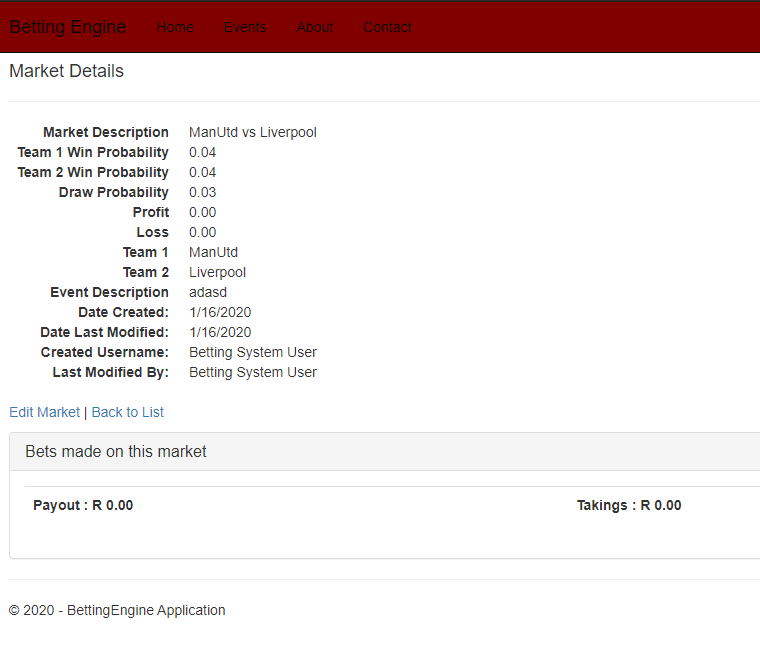 Betting Engine Home Events About Contact
Market Details
Market Description ManUtd vs Liverpool
Team 1 Win Probability 0.04
Team 2 Win Probability 0.04
Draw Probability 0.03
Profit 0.00
Loss 0.00
Team 1 ManUtd
Team 2 Liverpool
Event Description adasd
Date Created: 1/16/2020
Date Last Modified: 1/16/2020
Created Username: Betting System User
Last Modified By: Betting System User
Edit Market | Back to List
Bets made on this market
Payout : R 0.00 Takings : R 0.00
© 2020 - BettingEngine Application